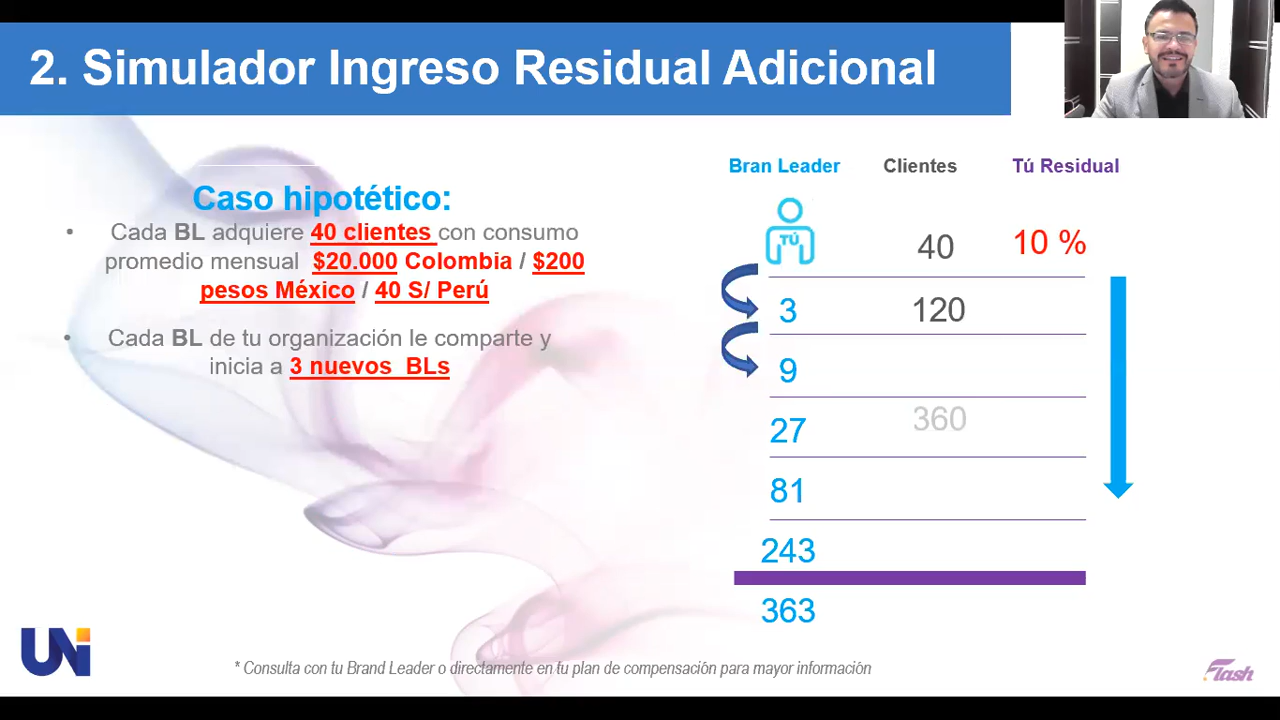 2. Simulador Ingreso Residual Adicional
Caso hipotético:
• Cada BL adquiere 40 clientes con consumo
promedio mensual $20.000 Colombia / $200
pesos México / 40 S/ Perú
• Cada BL de tu organización le comparte y
inicia a 3 nuevos BLs
Bran Leader Clientes Tú Residual
TÚ 40 10 %
3 120
9
360
27
81
243
363
UNi
* Consulta con tu Brand Leader o directamente en tu plan de compensación para mayor información
Flash